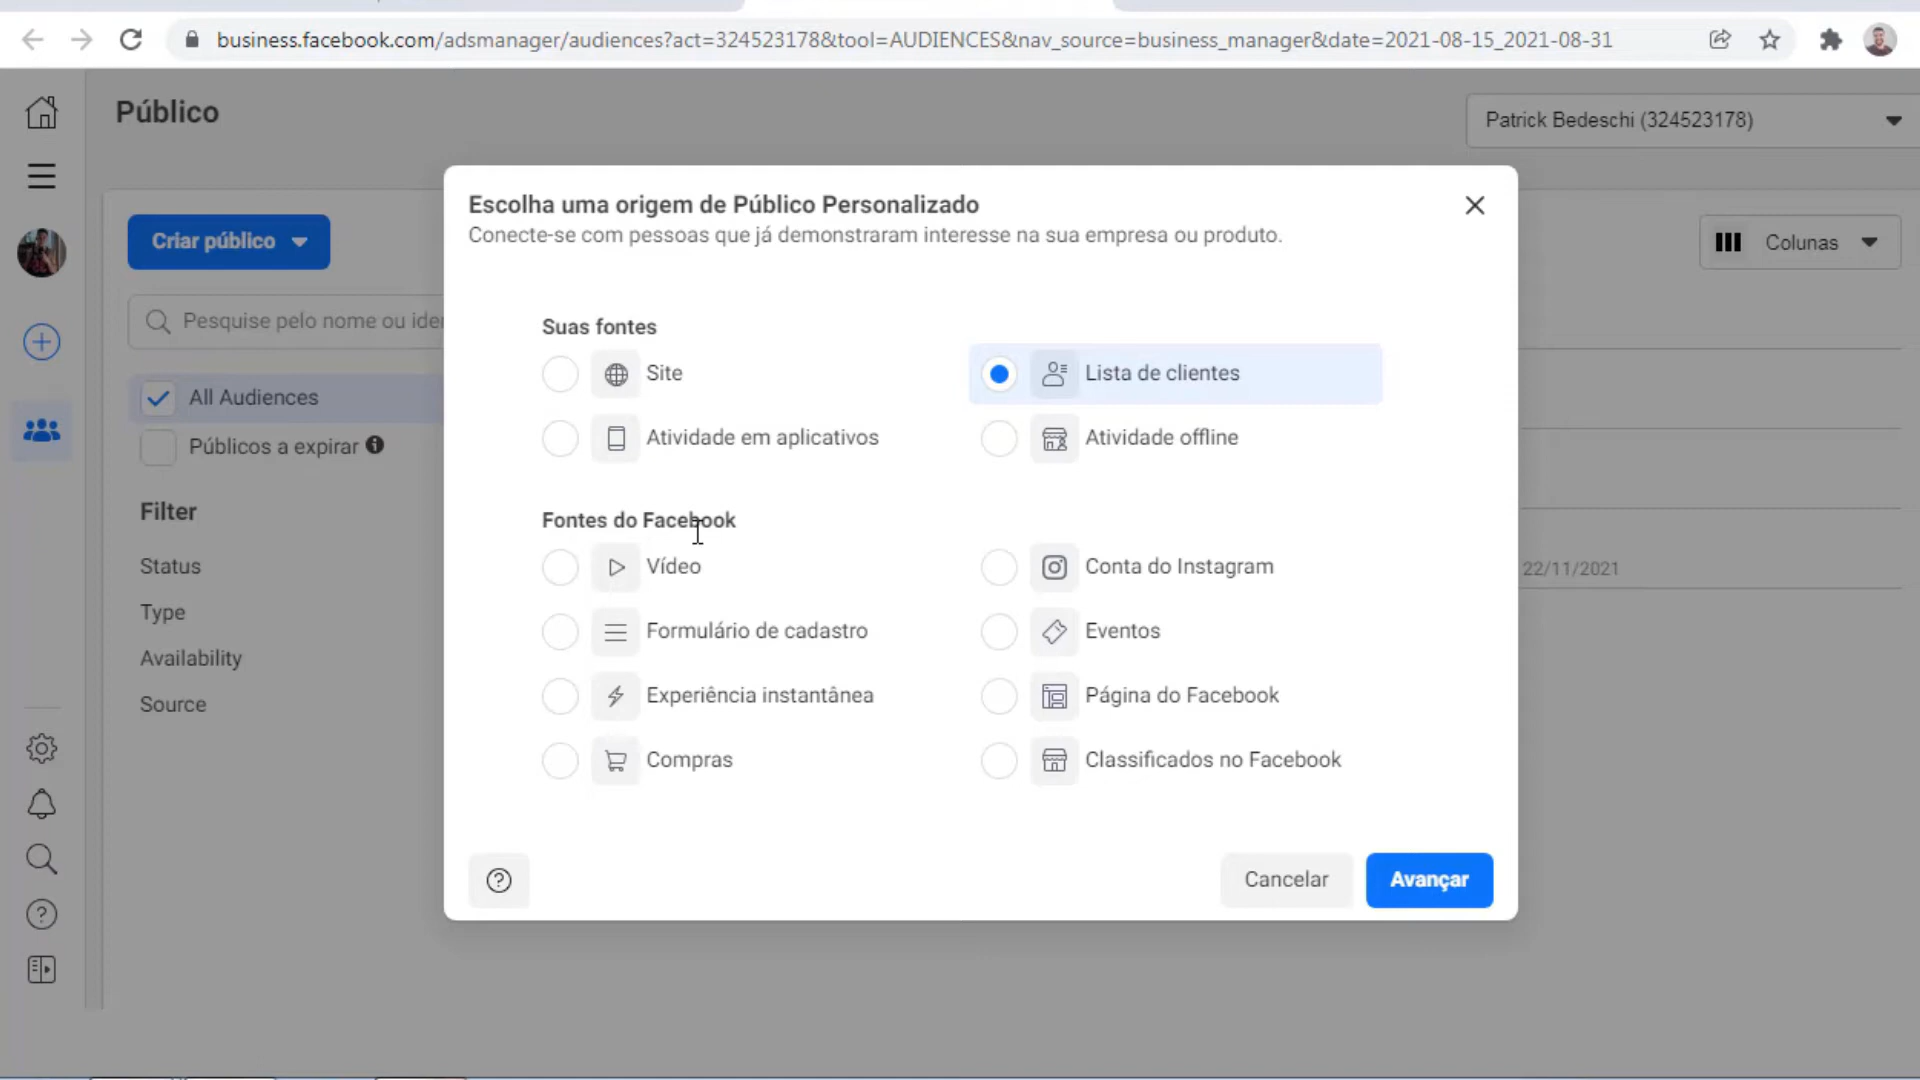 business.facebook.com/adsmanager/audiences?act=324523178&tool=AUDIENCES&nav_source=business_manager&date=2021-08-15_2021-08-31
Público
Patrick Bedeschi (324523178)
Escolha uma origem de Público Personalizado
Conecte-se com pessoas que já demonstraram interesse na sua empresa ou produto.
Criar público
Colunas
Pesquise pelo nome ou ide
All Audiences
Públicos a expirar
Filter
Status
Type
Availability
Source
Suas fontes
Site
Lista de clientes
Atividade em aplicativos
Atividade offline
Fontes do Facebook
Vídeo
Conta do Instagram
Formulário de cadastro
Eventos
Experiência instantânea
Página do Facebook
Compras
Classificados no Facebook
22/11/2021
Cancelar
Avançar